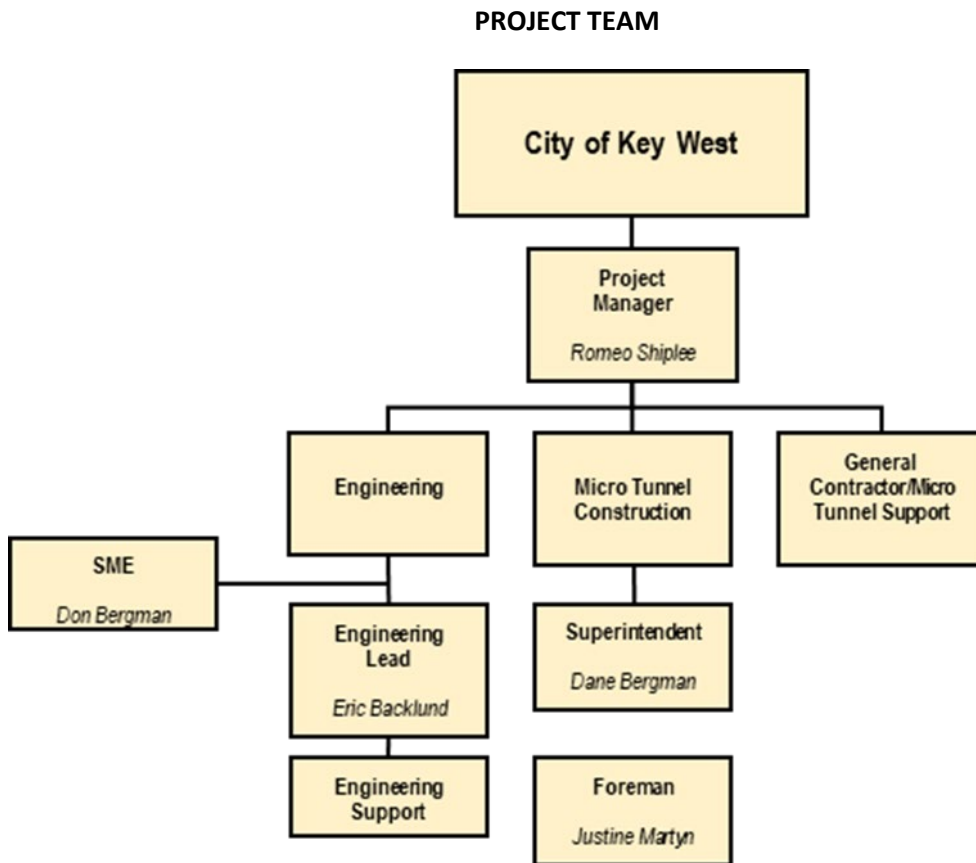 PROJECT TEAM
City of Key West
Project
Manager
Romeo Shiplee
Engineering
Micro Tunnel
Construction
General
Contractor/Micro
Tunnel Support
SME
Don Bergman
Engineering
Lead
Eric Backlund
Superintendent
Dane Bergman
Engineering
Support
Foreman
Justine Martyn